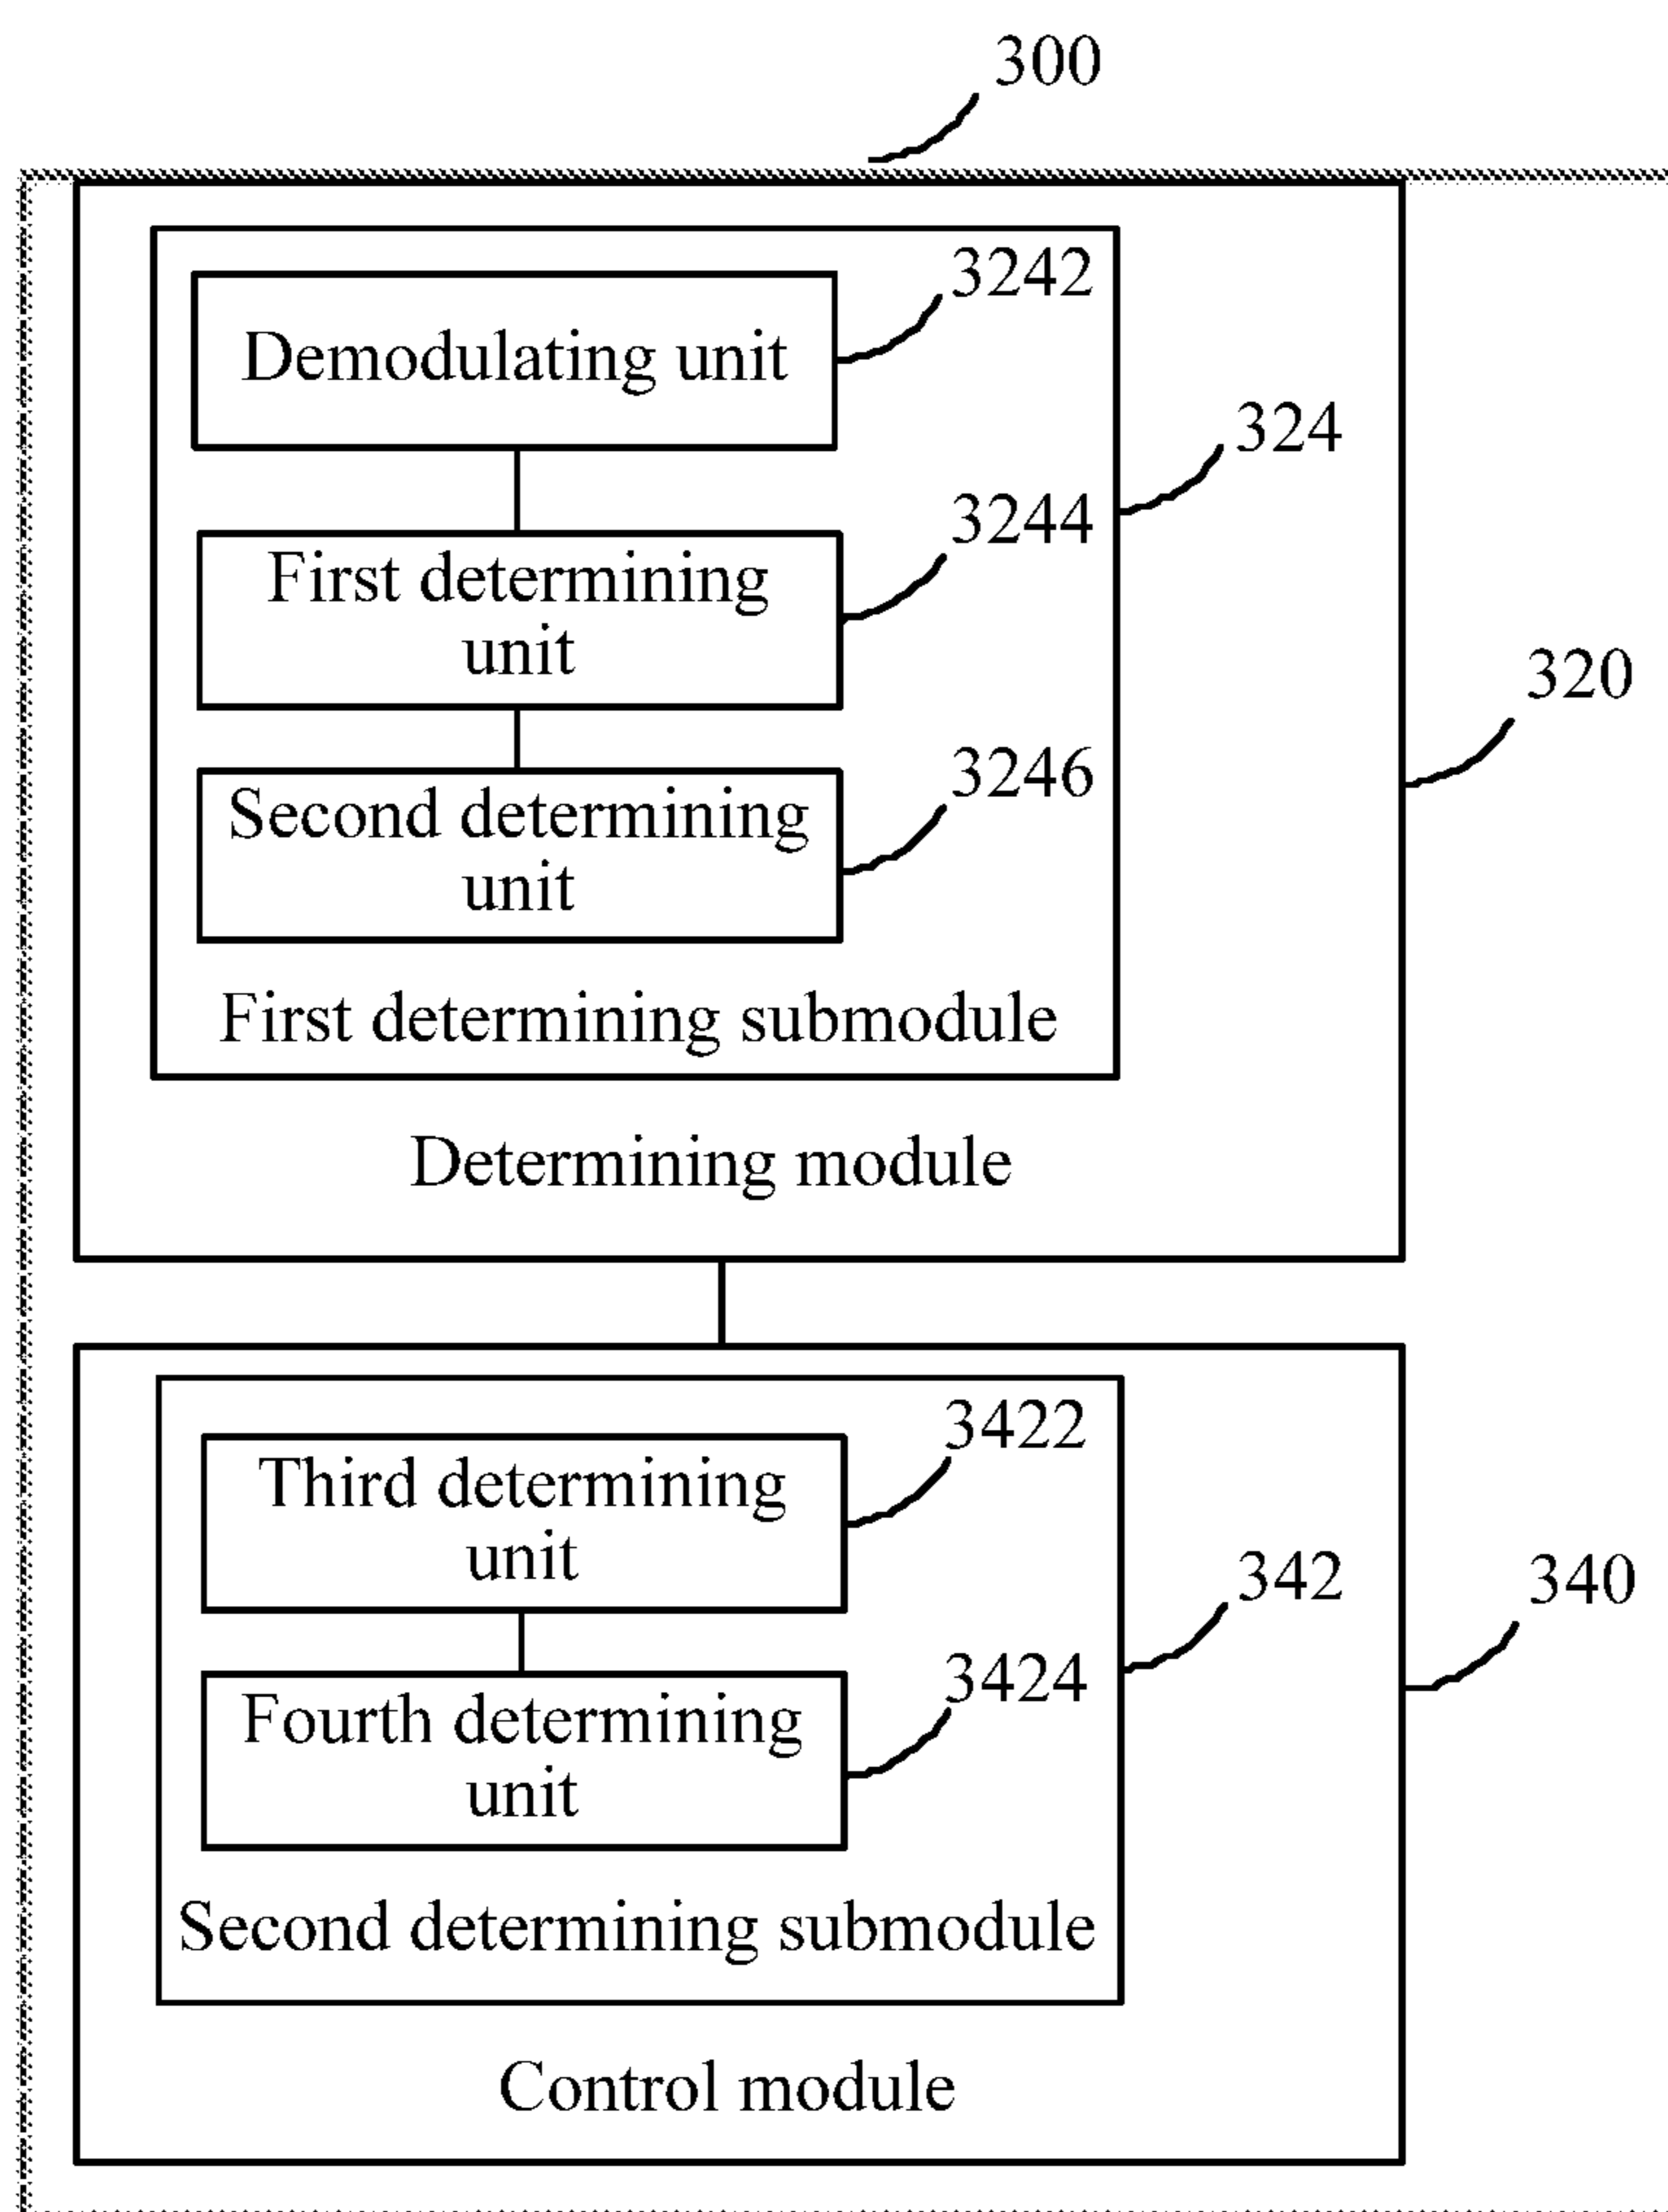 300
3242
Demodulating unit
324
3244
First determining
unit
320
3246
Second determining
unit
First determining submodule
Determining module
3422
Third determining
unit
342
340
3424
Fourth determining
unit
Second determining submodule
Control module